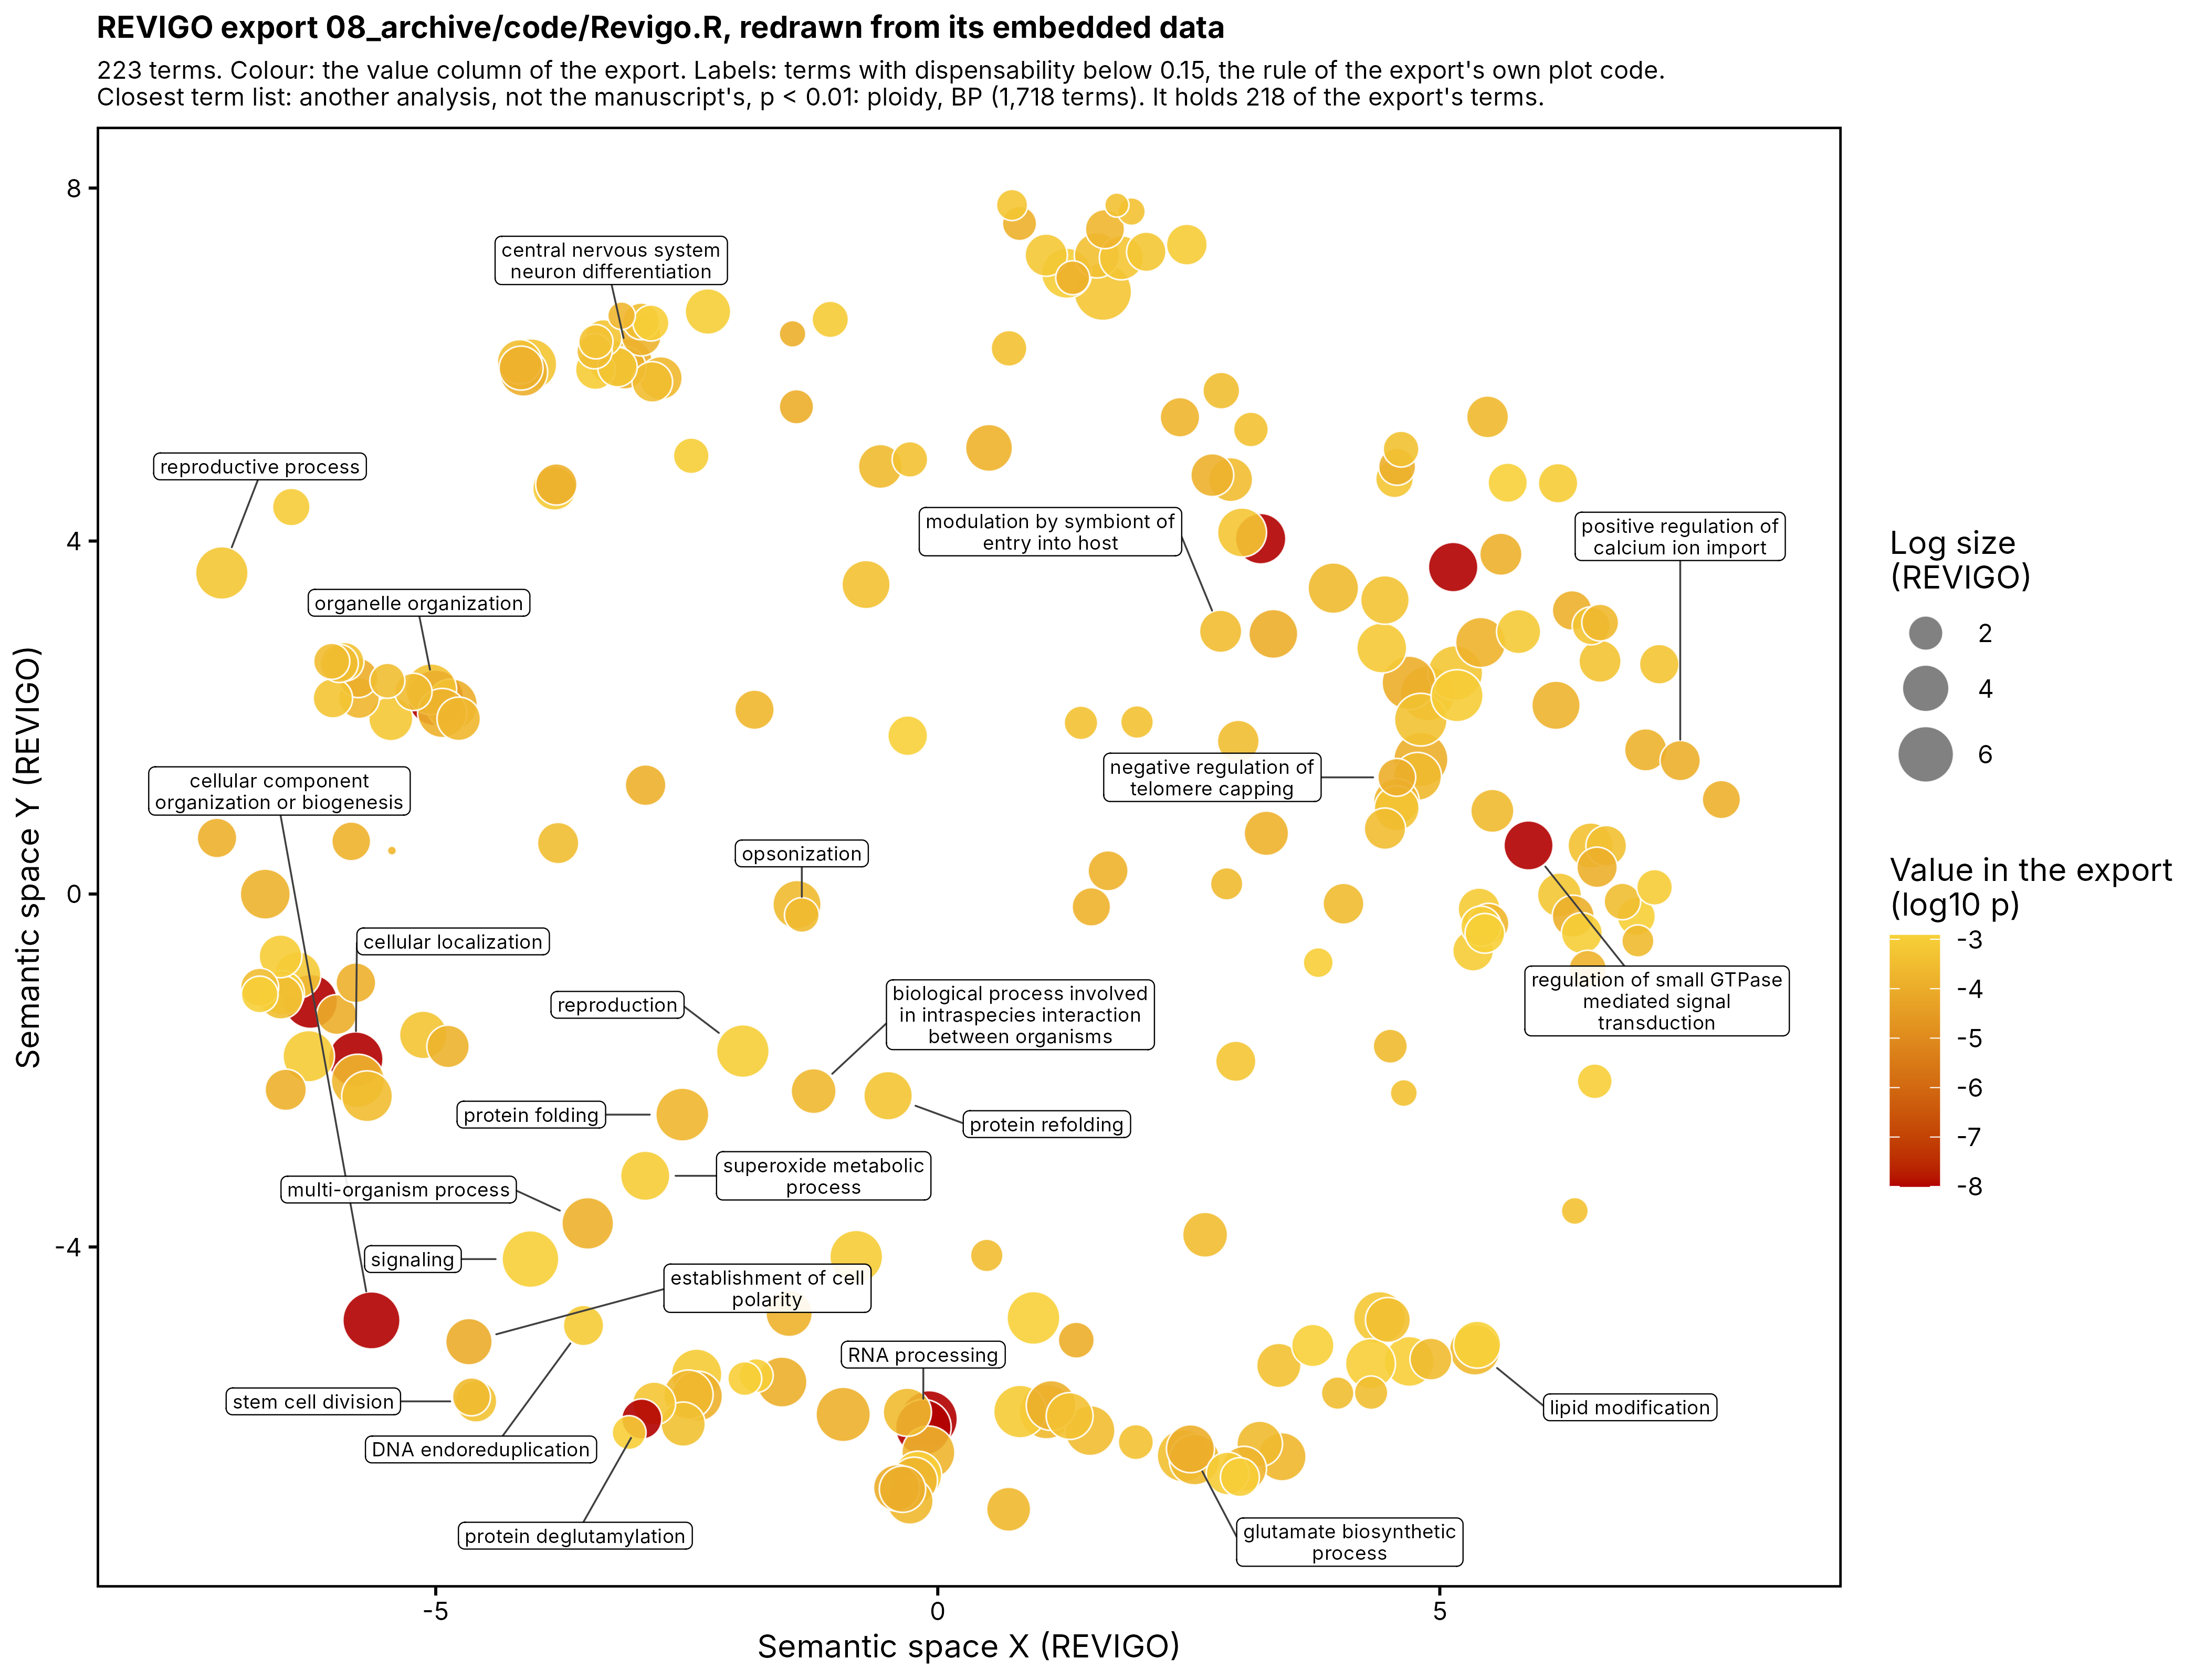 REVIGO export 08_archive/code/Revigo.R, redrawn from its embedded data
223 terms. Colour: the value column of the export. Labels: terms with dispensability below 0.15, the rule of the export's own plot code.
Closest term list: another analysis, not the manuscript's, p < 0.01: ploidy, BP (1,718 terms). It holds 218 of the export's terms.
8
4
0
-4
Semantic space Y (REVIGO)
central nervous system
neuron differentiation
reproductive process
organelle organization
modulation by symbiont of
entry into host
positive regulation of
calcium ion import
cellular component
organization or biogenesis
negative regulation of
telomere capping
opsonization
cellular localization
reproduction
biological process involved
in intraspecies interaction
between organisms
regulation of small GTPase
mediated signal
transduction
protein folding
protein refolding
superoxide metabolic
process
multi-organism process
signaling
establishment of cell
polarity
RNA processing
stem cell division
lipid modification
DNA endoreduplication
protein deglutamylation
glutamate biosynthetic
process
-5
0
5
Semantic space X (REVIGO)
Log size
(REVIGO)
2
4
6
Value in the export
(log10 p)
-3
-4
-5
-6
-7
-8